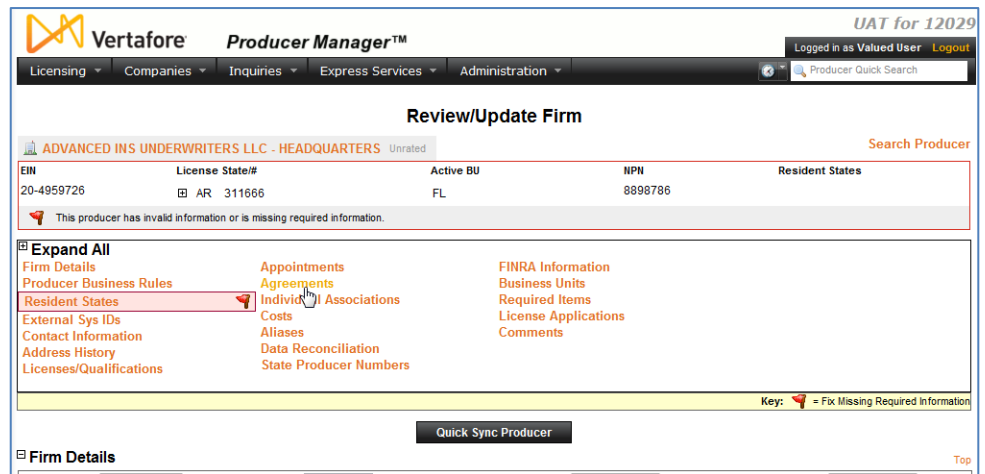 UAT for 12029
Vertafore Producer Manager™
Logged in as Valued User Logout
Licensing Companies Inquiries Express Services Administration Producer Quick Search
Review/Update Firm
ADVANCED INS UNDERWRITERS LLC - HEADQUARTERS Unrated Search Producer
EIN License State/# Active BU NPN Resident States
20-4959726 AR 311666 FL 8898786
This producer has invalid information or is missing required information.
Expand All
Firm Details Appointments FINRA Information
Producer Business Rules Agreements Business Units
Resident States Individual Associations Required Items
External Sys IDs Costs License Applications
Contact Information Aliases Comments
Address History Data Reconciliation
Licenses/Qualifications State Producer Numbers
Key: = Fix Missing Required Information
Quick Sync Producer
Firm Details Top